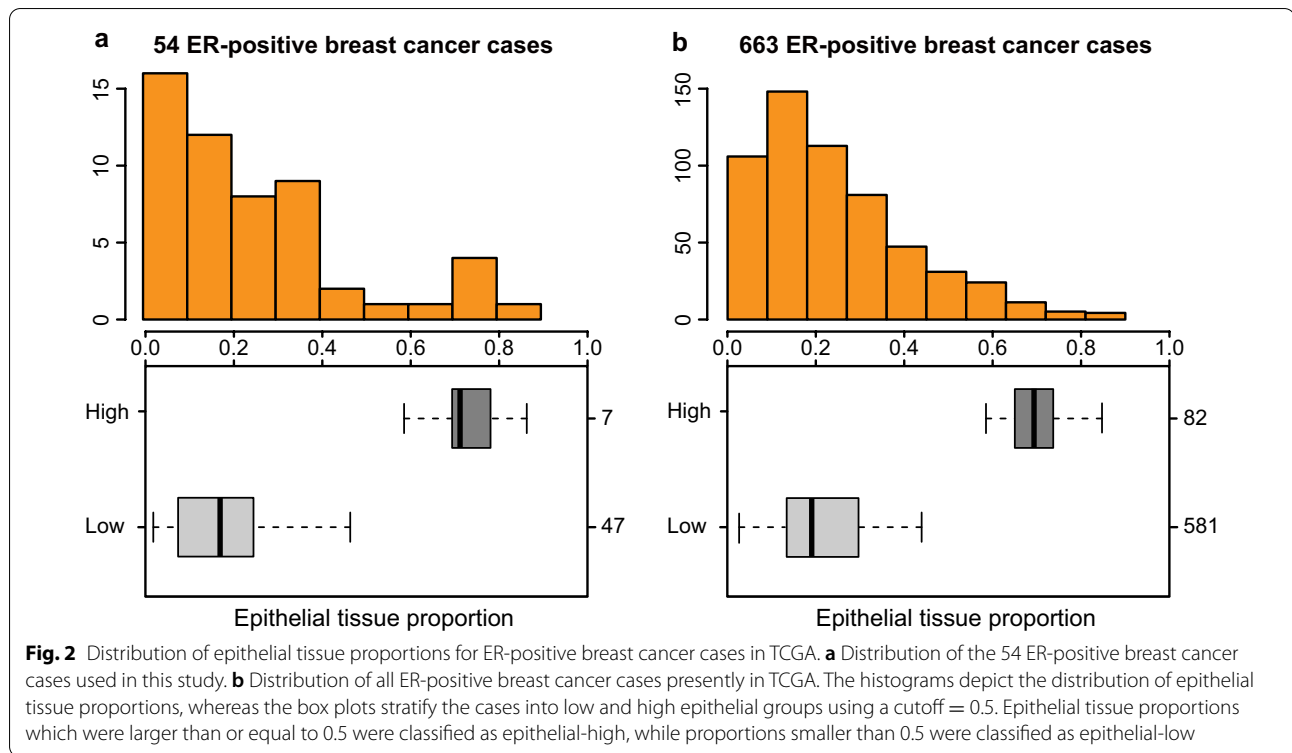 a 54 ER-positive breast cancer cases
15
10
5
0
0.0 0.2 0.4 0.6 0.8 1.0
High 7
Low 47
Epithelial tissue proportion
b 663 ER-positive breast cancer cases
150
100
50
0
0.0 0.2 0.4 0.6 0.8 1.0
High 82
Low 581
Epithelial tissue proportion
Fig. 2 Distribution of epithelial tissue proportions for ER-positive breast cancer cases in TCGA. a Distribution of the 54 ER-positive breast cancer
cases used in this study. b Distribution of all ER-positive breast cancer cases presently in TCGA. The histograms depict the distribution of epithelial
tissue proportions, whereas the box plots stratify the cases into low and high epithelial groups using a cutoff = 0.5. Epithelial tissue proportions
which were larger than or equal to 0.5 were classified as epithelial-high, while proportions smaller than 0.5 were classified as epithelial-low